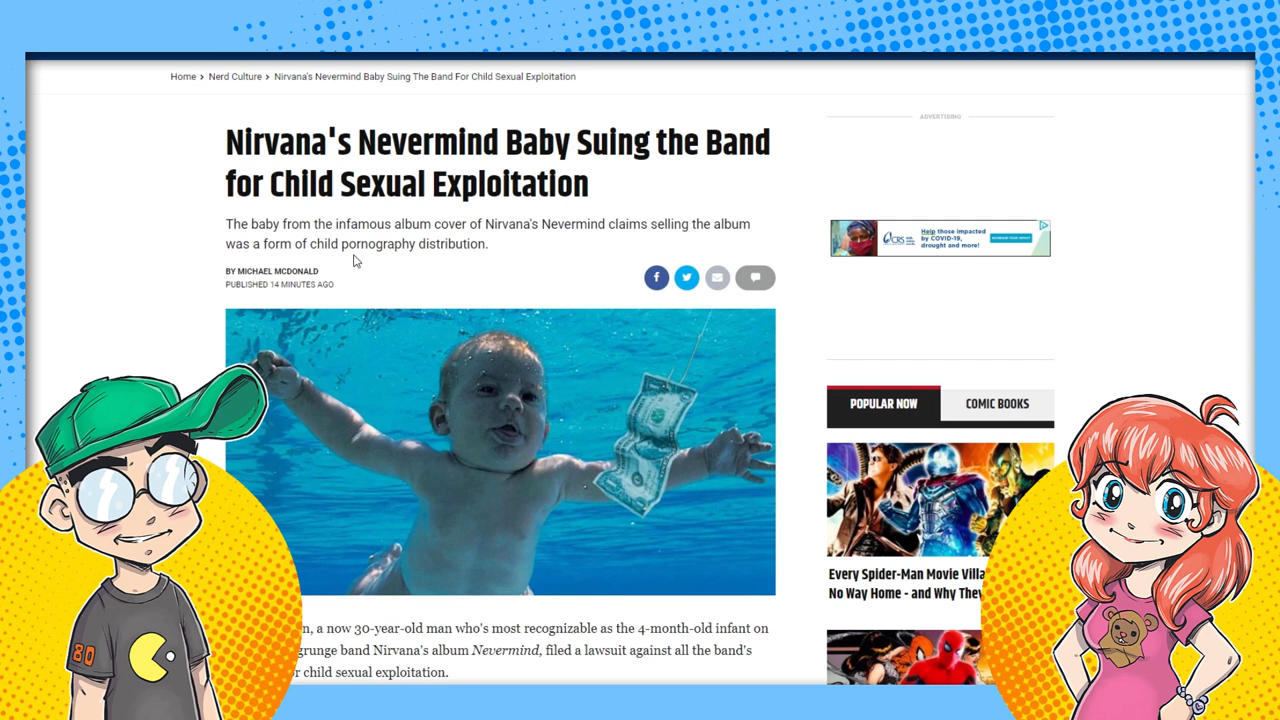 Home > Nerd Culture > Nirvana's Nevermind Baby Suing The Band For Child Sexual Exploitation
Nirvana's Nevermind Baby Suing the Band
for Child Sexual Exploitation
The baby from the infamous album cover of Nirvana's Nevermind claims selling the album
was a form of child pornography distribution.
BY MICHAEL MCDONALD
PUBLISHED 14 MINUTES AGO
ADVERTISING
CRS
Help those impacted
by COVID-19,
drought and more!
POPULAR NOW
COMIC BOOKS
Every Spider-Man Movie Villa
No Way Home - and Why They
n, a now 30-year-old man who's most recognizable as the 4-month-old infant on
grunge band Nirvana's album Nevermind, filed a lawsuit against all the band's
r child sexual exploitation.
80